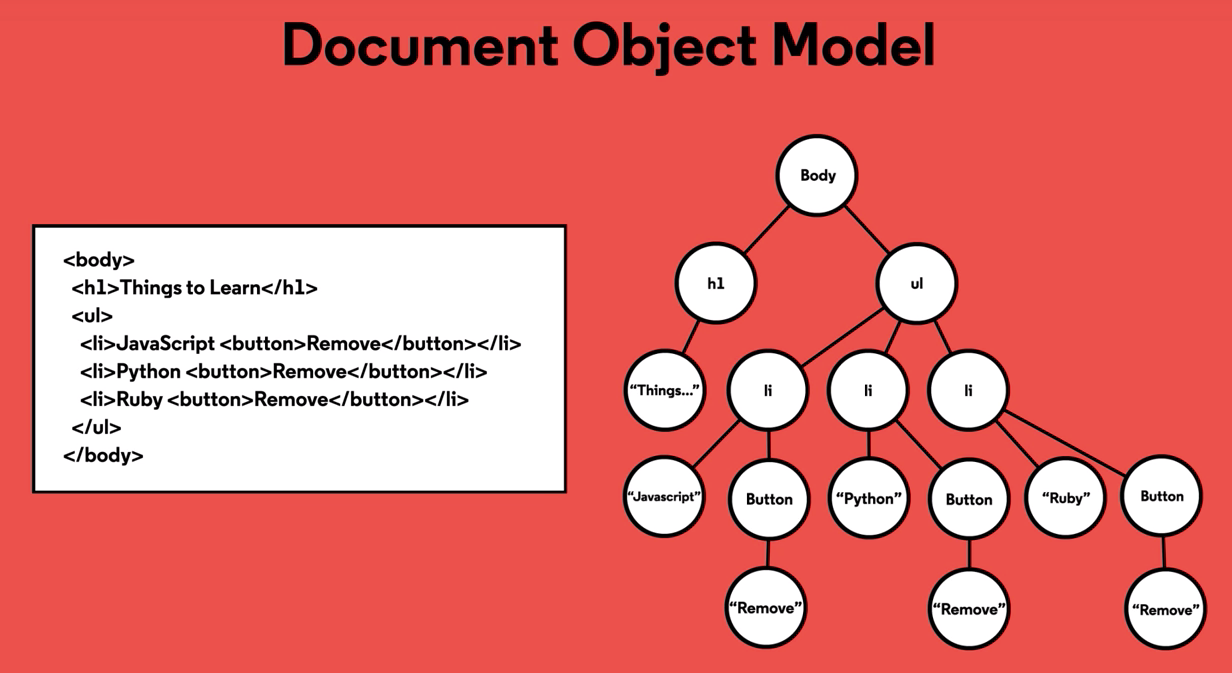 Document Object Model
<body>
<h1>Things to Learn</h1>
<ul>
<li>JavaScript <button>Remove</button></li>
<li>Python <button>Remove</button></li>
<li>Ruby <button>Remove</button></li>
</ul>
</body>
Body
h1
ul
“Things...”
li
li
li
“Javascript”
Button
“Python”
Button
“Ruby”
Button
“Remove”
“Remove”
“Remove”